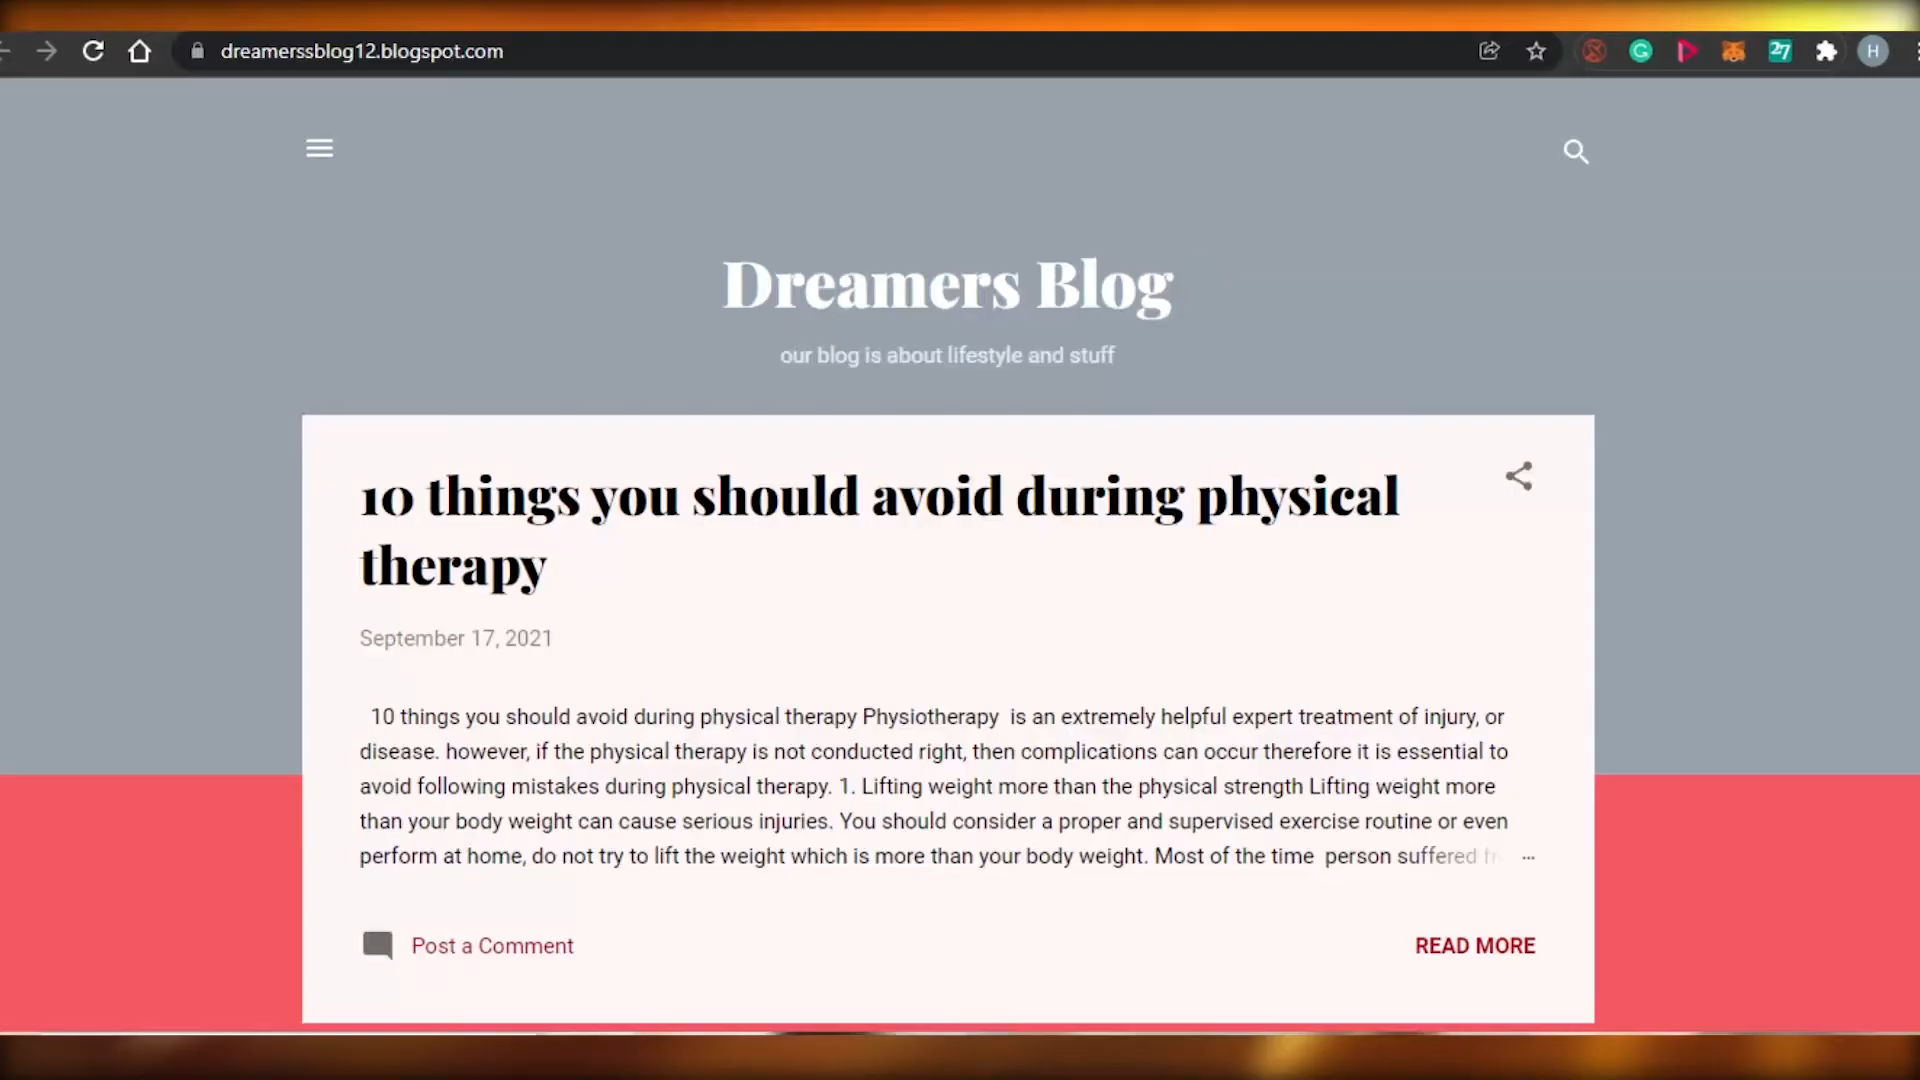 dreamerssblog12.blogspot.com
G
27
H
Dreamers Blog
our blog is about lifestyle and stuff
10 things you should avoid during physical
therapy
September 17, 2021
10 things you should avoid during physical therapy Physiotherapy is an extremely helpful expert treatment of injury, or
disease. however, if the physical therapy is not conducted right, then complications can occur therefore it is essential to
avoid following mistakes during physical therapy. 1. Lifting weight more than the physical strength Lifting weight more
than your body weight can cause serious injuries. You should consider a proper and supervised exercise routine or even
perform at home, do not try to lift the weight which is more than your body weight. Most of the time person suffered ...
Post a Comment
READ MORE